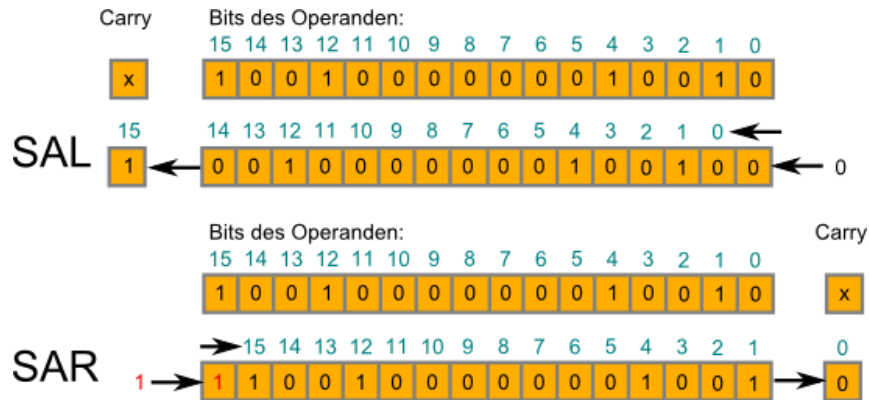 Carry Bits des Operanden:
15 14 13 12 11 10 9 8 7 6 5 4 3 2 1 0
x 1 0 0 1 0 0 0 0 0 0 0 1 0 0 1 0
15 14 13 12 11 10 9 8 7 6 5 4 3 2 1 0
SAL 1 0 0 1 0 0 0 0 0 0 0 1 0 0 1 0 0 0
Bits des Operanden: Carry
15 14 13 12 11 10 9 8 7 6 5 4 3 2 1 0
1 0 0 1 0 0 0 0 0 0 0 1 0 0 1 0 x
15 14 13 12 11 10 9 8 7 6 5 4 3 2 1 0
SAR 1 1 1 0 0 1 0 0 0 0 0 0 0 1 0 0 1 0